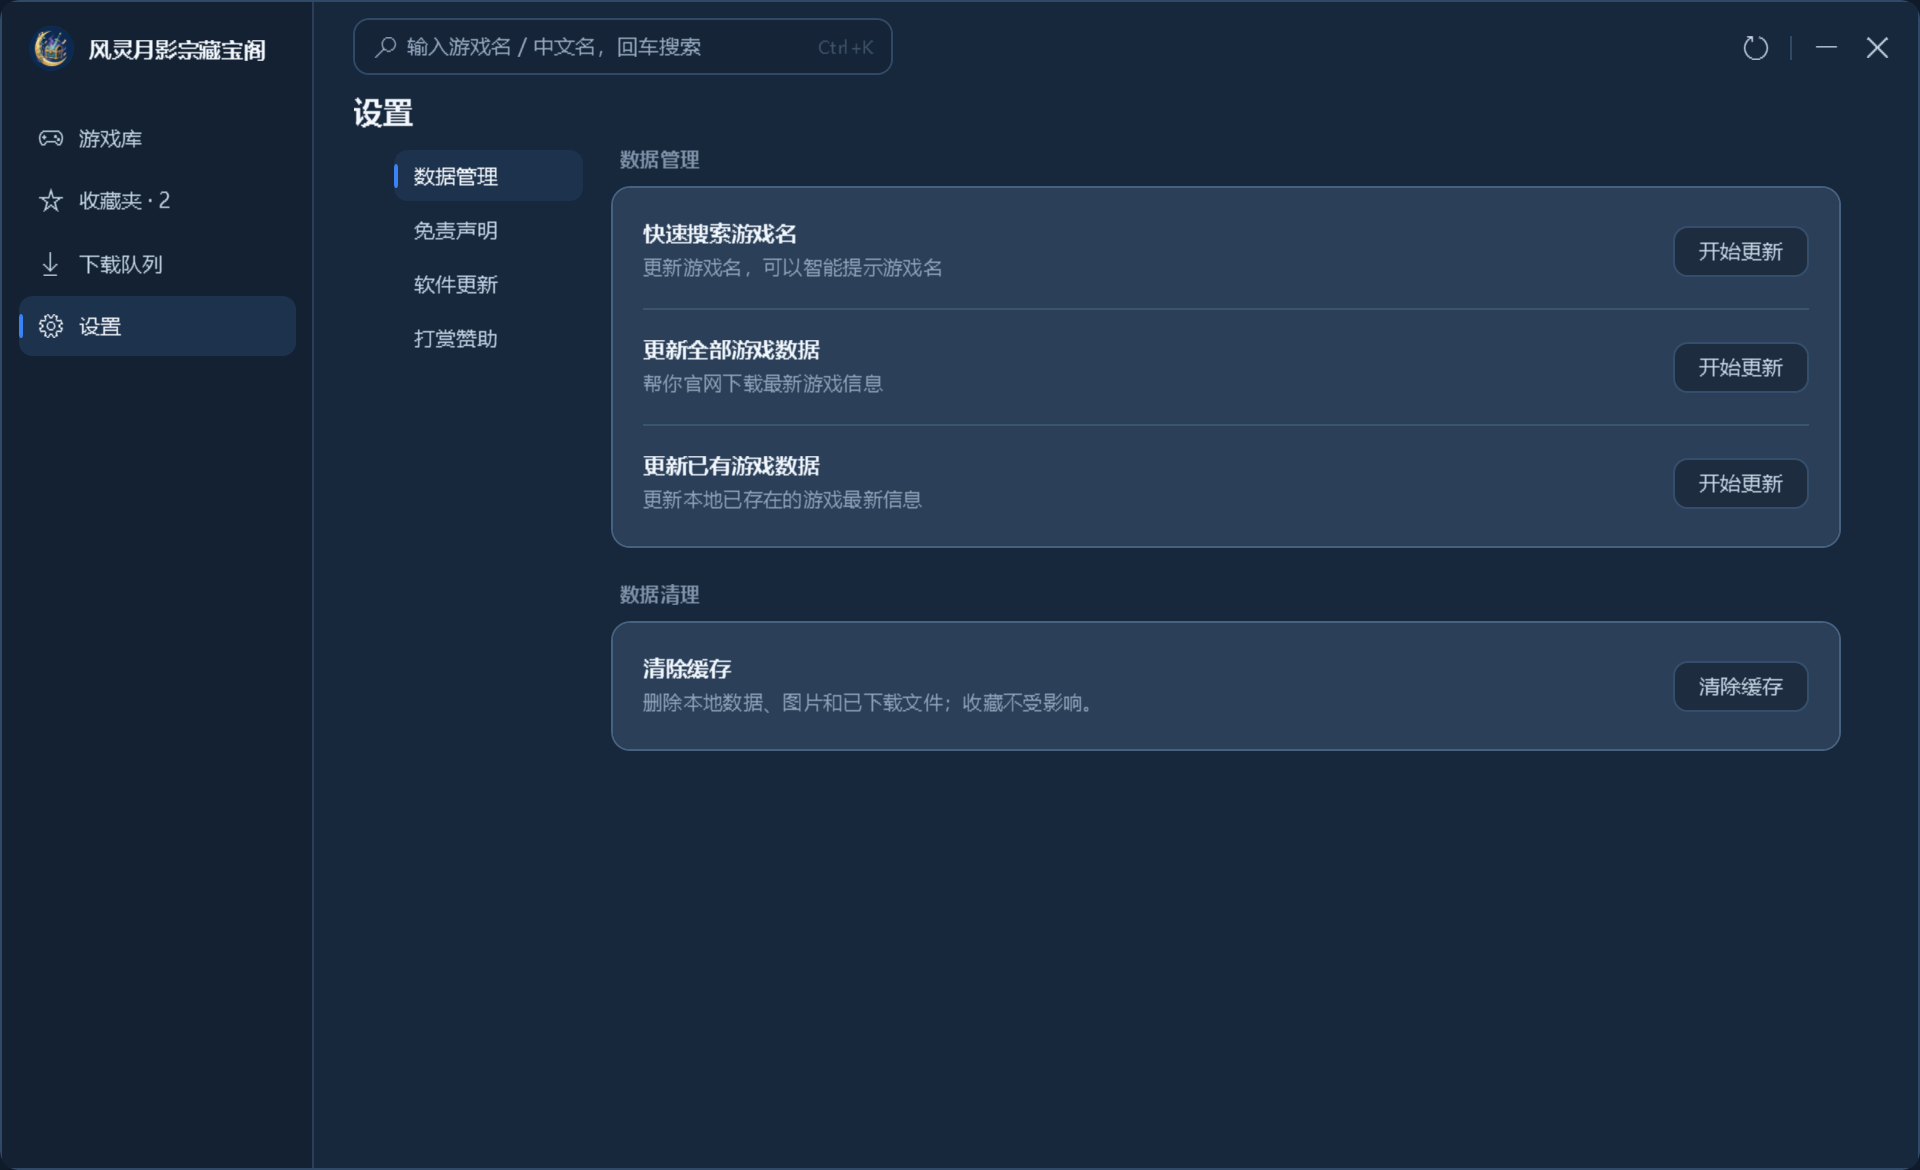 风灵月影宗藏宝阁
输入游戏名 / 中文名，回车搜索
Ctrl+K
游戏库
收藏夹 · 2
下载队列
设置
设置
数据管理
免责声明
软件更新
打赏赞助
数据管理
快速搜索游戏名
更新游戏名，可以智能提示游戏名
开始更新
更新全部游戏数据
帮你官网下载最新游戏信息
开始更新
更新已有游戏数据
更新本地已存在的游戏最新信息
开始更新
数据清理
清除缓存
删除本地数据、图片和已下载文件；收藏不受影响。
清除缓存